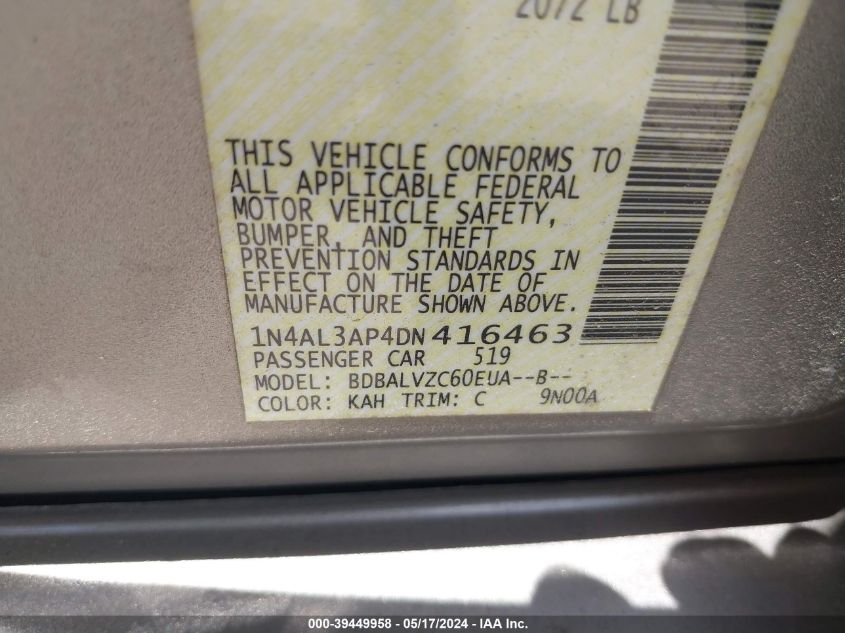 2072 LB
THIS VEHICLE CONFORMS TO
ALL APPLICABLE FEDERAL
MOTOR VEHICLE SAFETY,
BUMPER, AND THEFT
PREVENTION STANDARDS IN
EFFECT ON THE DATE OF
MANUFACTURE SHOWN ABOVE.
1N4AL3AP4DN416463
PASSENGER CAR 519
MODEL: BDBALVZC60EUA--B--
COLOR: KAH TRIM: C 9N00A
000-39449958 - 05/17/2024 - IAA Inc.